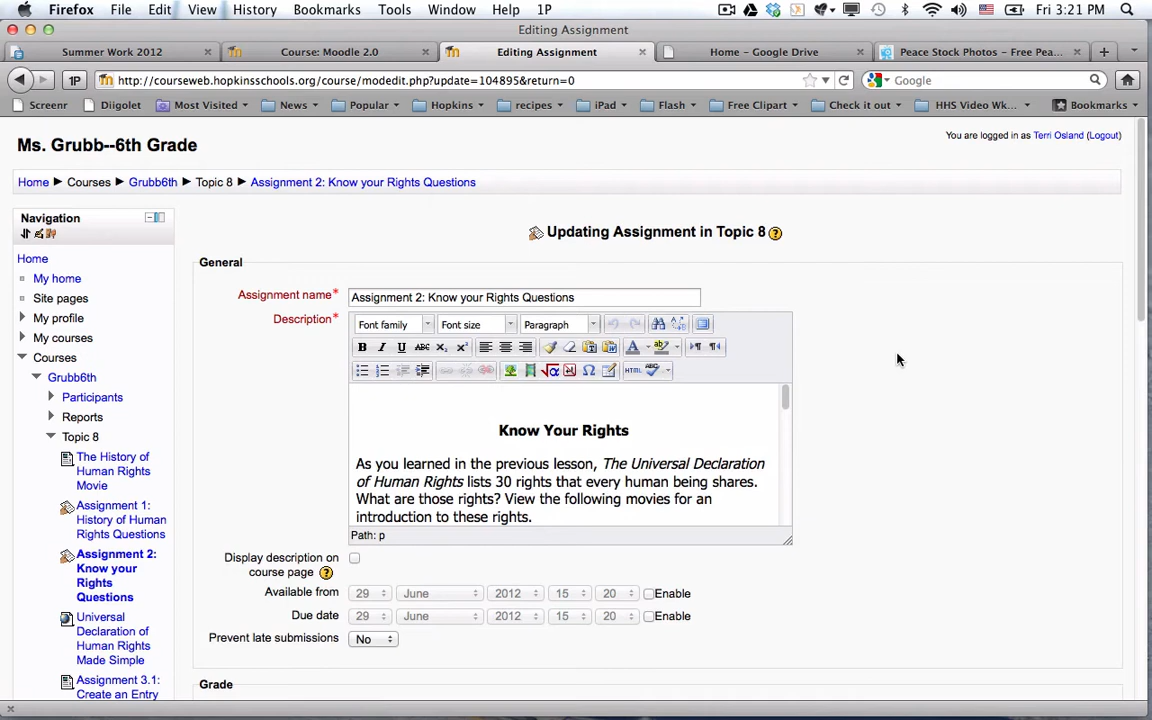 Firefox File Edit View History Bookmarks Tools Window Help 1P Fri 3:21 PM
Editing Assignment
Summer Work 2012 Course: Moodle 2.0 Editing Assignment Home - Google Drive Peace Stock Photos - Free Pea...
1P http://courseweb.hopkinsschools.org/course/modedit.php?update=104895&return=0 Google
Screenr Diigolet Most Visited News Popular Hopkins recipes iPad Flash Free Clipart Check it out HHS Video Wk... Bookmarks
You are logged in as Terri Osland (Logout)
Ms. Grubb--6th Grade
Home ► Courses ► Grubb6th ► Topic 8 ► Assignment 2: Know your Rights Questions
Navigation
Home
My home
Site pages
My profile
My courses
Courses
Grubb6th
Participants
Reports
Topic 8
The History of
Human Rights
Movie
Assignment 1:
History of Human
Rights Questions
Assignment 2:
Know your
Rights
Questions
Universal
Declaration
of Human Rights
Made Simple
Assignment 3.1:
Create an Entry
Updating Assignment in Topic 8
General
Assignment name* Assignment 2: Know your Rights Questions
Description*
Font family Font size Paragraph
B I U ABC X₂ X² A ab
Ω HTML ABC
Know Your Rights
As you learned in the previous lesson, The Universal Declaration
of Human Rights lists 30 rights that every human being shares.
What are those rights? View the following movies for an
introduction to these rights.
Path: p
Display description on
course page
Available from 29 June 2012 15 20 Enable
Due date 29 June 2012 15 20 Enable
Prevent late submissions No
Grade